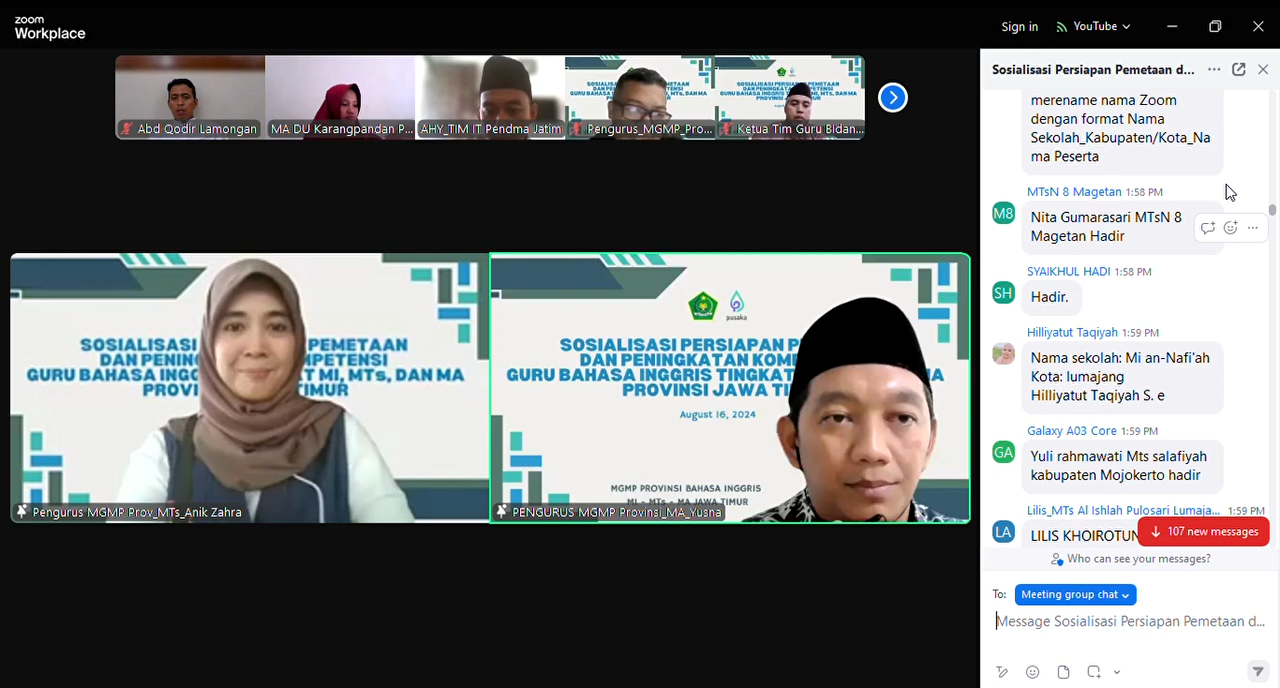 zoom
Workplace
Sign in
YouTube
Abd Qodir Lamongan
MA DU Karangpandan P...
AHY_TIM IT Pendma Jatim
Pengurus_MGMP_Pro...
Ketua Tim Guru Bidan...
SOSIALISASI
PEMETAAN
DAN PENING
KOMPETENSI
GURU BAHASA INGG
MI, MTs, DAN MA
PROVI
TIMUR
Pengurus MGMP Prov_MTs_Anik Zahra
pusaka
SOSIALISASI PERSIAPAN P
DAN PENINGKATAN KOM
GURU BAHASA INGGRIS TINGKAT
MA
PROVINSI JAWA TI
August 16, 2024
MGMP PROVINSI BAHASA INGGRIS
MI - MTs - MA JAWA TIMUR
PENGURUS MGMP Provinsi_MA_Yusna
Sosialisasi Persiapan Pemetaan d...
merename nama Zoom
dengan format Nama
Sekolah_Kabupaten/Kota_Na
ma Peserta
MTsN 8 Magetan 1:58 PM
M8
Nita Gumarasari MTsN 8
Magetan Hadir
SYAIKHUL HADI 1:58 PM
SH
Hadir.
Hilliyatut Taqiyah 1:59 PM
Nama sekolah: Mi an-Nafi'ah
Kota: lumajang
Hilliyatut Taqiyah S. e
Galaxy A03 Core 1:59 PM
GA
Yuli rahmawati Mts salafiyah
kabupaten Mojokerto hadir
Lilis_MTs Al Ishlah Pulosari Lumaja... 1:59 PM
LA
LILIS KHOIROTUN
107 new messages
Who can see your messages?
To: Meeting group chat
Message Sosialisasi Persiapan Pemetaan d...